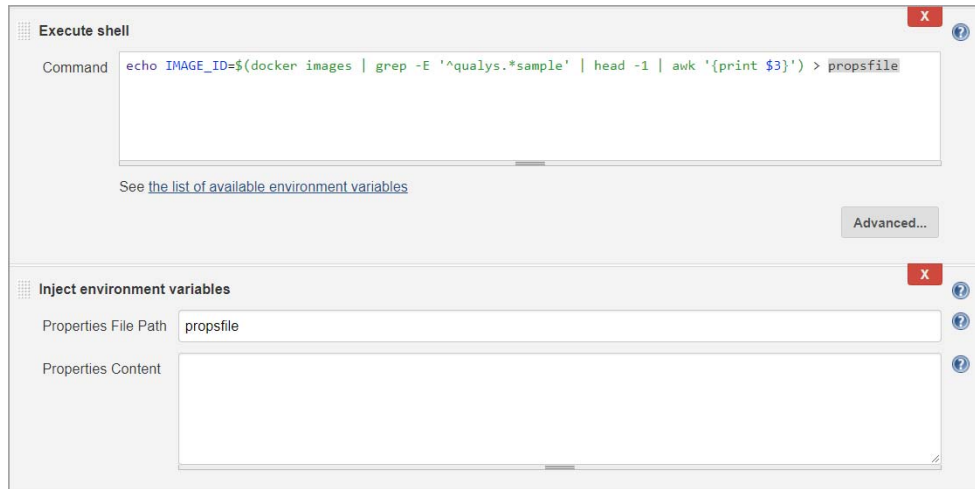 X
Execute shell
Command echo IMAGE_ID=$(docker images | grep -E '^qualys.*sample' | head -1 | awk '{print $3}') > propsfile
See the list of available environment variables
Advanced...
X
Inject environment variables
Properties File Path propsfile
Properties Content